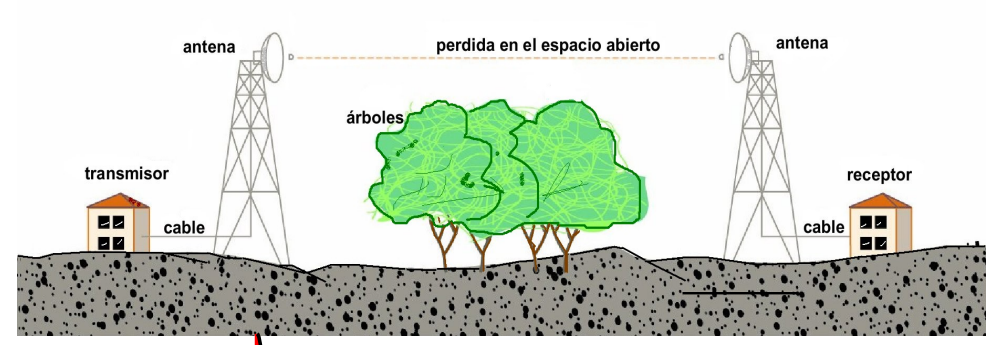 antena
perdida en el espacio abierto
antena
árboles
transmisor
receptor
cable
cable